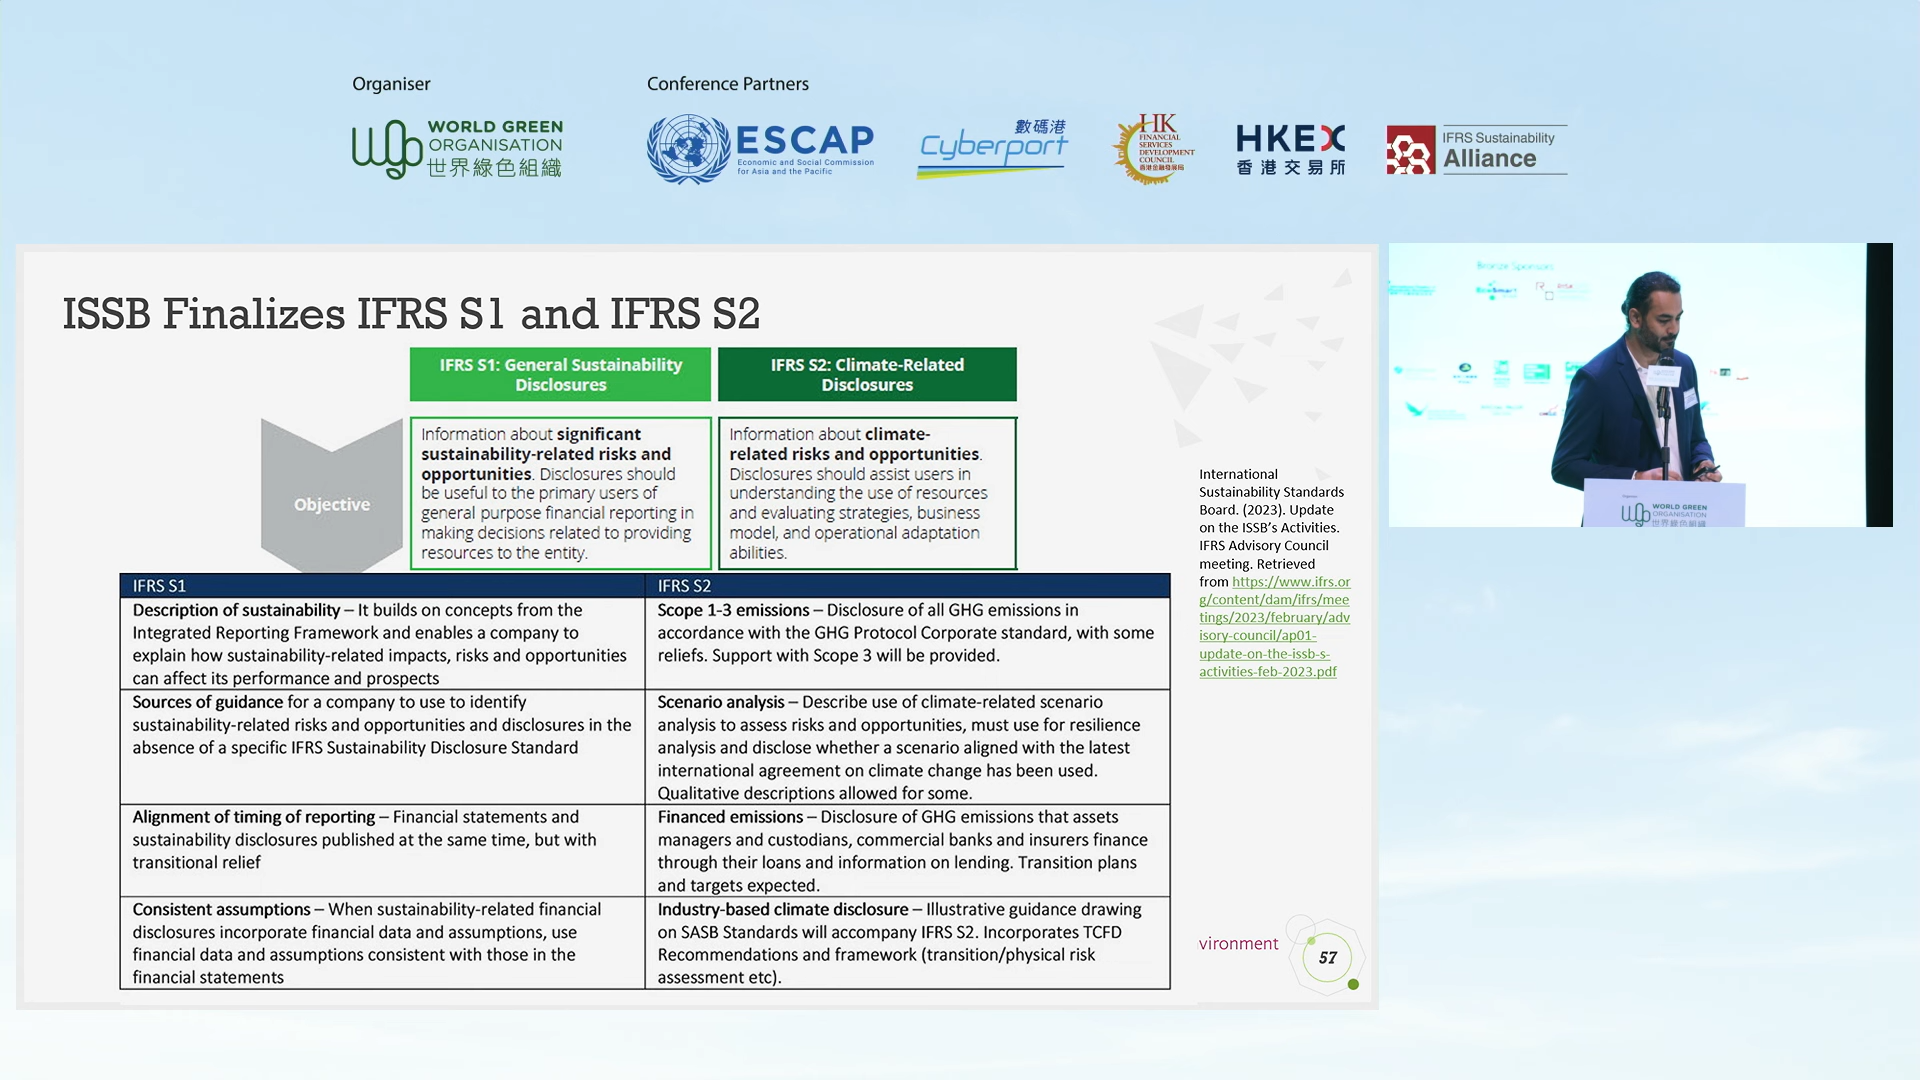 Organiser
Conference Partners
WORLD GREEN
ORGANISATION
世界綠色組織
ESCAP
Economic and Social Commission
for Asia and the Pacific
數碼港
Cyberport
HK
FINANCIAL
SERVICES
DEVELOPMENT
COUNCIL
香港金融發展局
HKEX
香港交易所
IFRS Sustainability
Alliance
ISSB Finalizes IFRS S1 and IFRS S2
IFRS S1: General Sustainability
Disclosures
IFRS S2: Climate-Related
Disclosures
Objective
Information about significant
sustainability-related risks and
opportunities. Disclosures should
be useful to the primary users of
general purpose financial reporting in
making decisions related to providing
resources to the entity.
Information about climate-
related risks and opportunities.
Disclosures should assist users in
understanding the use of resources
and evaluating strategies, business
model, and operational adaptation
abilities.
IFRS S1
IFRS S2
Description of sustainability – It builds on concepts from the
Integrated Reporting Framework and enables a company to
explain how sustainability-related impacts, risks and opportunities
can affect its performance and prospects
Scope 1-3 emissions – Disclosure of all GHG emissions in
accordance with the GHG Protocol Corporate standard, with some
reliefs. Support with Scope 3 will be provided.
Sources of guidance for a company to use to identify
sustainability-related risks and opportunities and disclosures in the
absence of a specific IFRS Sustainability Disclosure Standard
Scenario analysis – Describe use of climate-related scenario
analysis to assess risks and opportunities, must use for resilience
analysis and disclose whether a scenario aligned with the latest
international agreement on climate change has been used.
Qualitative descriptions allowed for some.
Alignment of timing of reporting – Financial statements and
sustainability disclosures published at the same time, but with
transitional relief
Financed emissions – Disclosure of GHG emissions that assets
managers and custodians, commercial banks and insurers finance
through their loans and information on lending. Transition plans
and targets expected.
Consistent assumptions – When sustainability-related financial
disclosures incorporate financial data and assumptions, use
financial data and assumptions consistent with those in the
financial statements
Industry-based climate disclosure – Illustrative guidance drawing
on SASB Standards will accompany IFRS S2. Incorporates TCFD
Recommendations and framework (transition/physical risk
assessment etc).
International
Sustainability Standards
Board. (2023). Update
on the ISSB's Activities.
IFRS Advisory Council
meeting. Retrieved
from https://www.ifrs.or
g/content/dam/ifrs/mee
tings/2023/february/adv
isory-council/ap01-
update-on-the-issb-s-
activities-feb-2023.pdf
vironment
57
Bronze Sponsors
RISK
WORLD GREEN
ORGANISATION
世界綠色組織